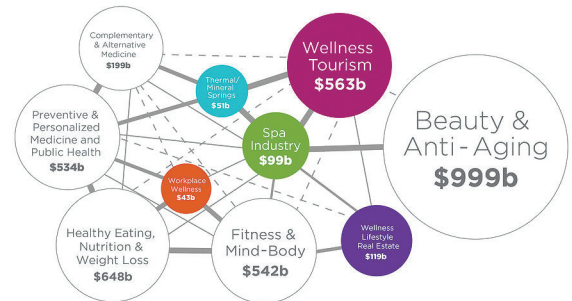 Complementary
& Alternative
Medicine
$199b
Wellness
Tourism
$563b
Thermal/
Mineral
Springs
$51b
Beauty &
Anti-Aging
$999b
Preventive &
Personalized
Medicine and
Public Health
$534b
Spa
Industry
$99b
Workplace
Wellness
$43b
Healthy Eating,
Nutrition &
Weight Loss
$648b
Fitness &
Mind-Body
$542b
Wellness
Lifestyle
Real Estate
$119b